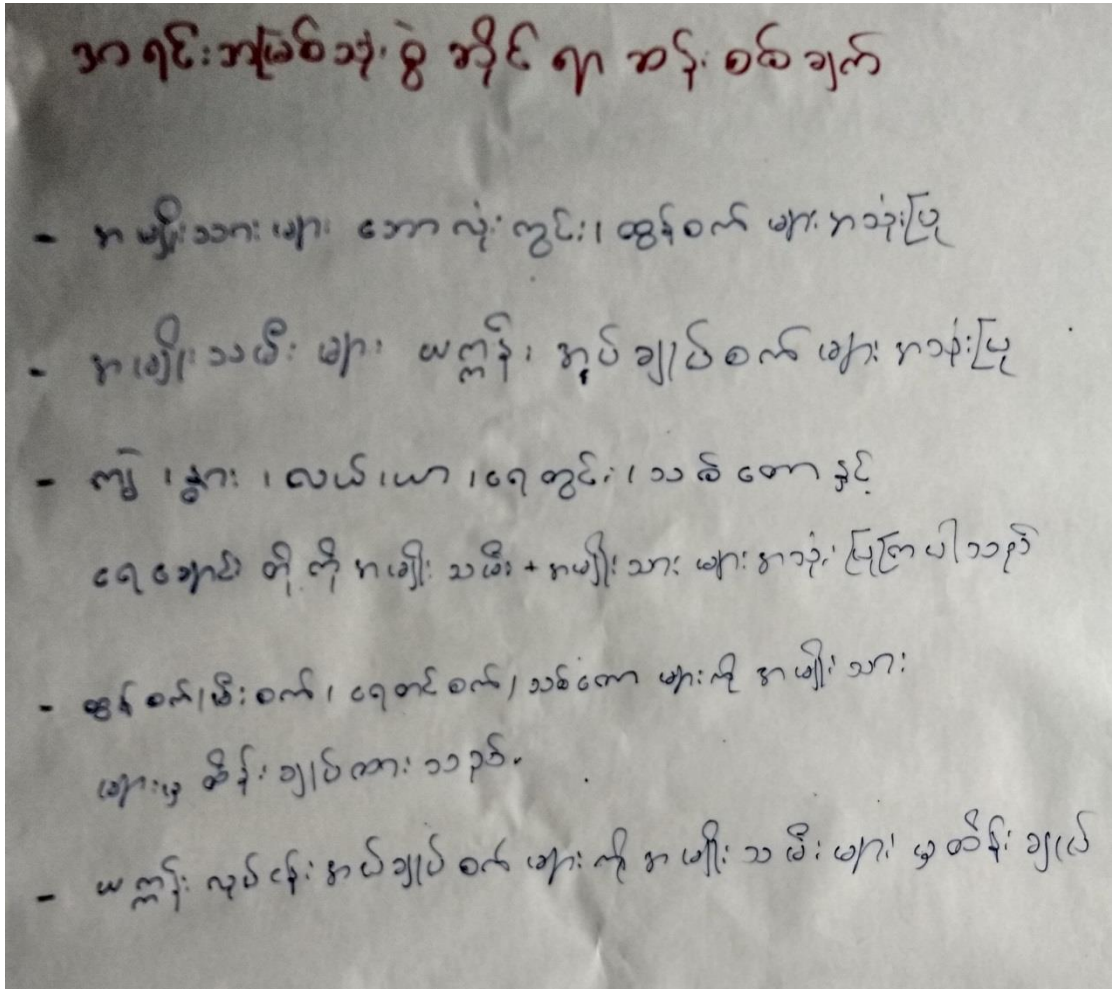 အရင်းအမြစ်သုံးစွဲဆိုင်ရာဆန်းစစ်ချက်
- အမျိုးသားများ ဘောလုံးကွင်း၊ ထွန်စက်များအသုံးပြု
- အမျိုးသမီးများ ယက္ကန်း၊ အပ်ချုပ်စက်များအသုံးပြု
- ကျွဲ၊ နွား၊ လယ်၊ ယာ၊ ရေတွင်း၊ သစ်တောနှင့်
ရေချောင်းတို့ကို အမျိုးသမီး + အမျိုးသားများအသုံးပြုကြပါသည်
- ထွန်စက်၊ မီးစက်၊ ရေတင်စက်၊ သစ်တောများကို အမျိုးသား
များမှ ထိန်းချုပ်ထားသည်.
- ယက္ကန်းလုပ်ငန်းအပ်ချုပ်စက်များကို အမျိုးသမီးများမှထိန်းချုပ်